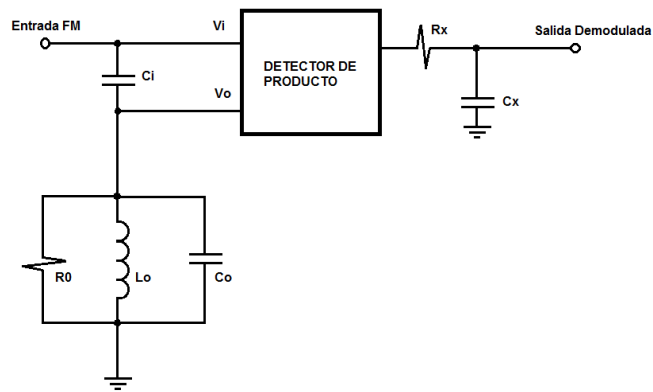 Entrada FM
Vi
Rx
Salida Demodulada
DETECTOR DE
PRODUCTO
Ci
Vo
Cx
R0
Lo
Co